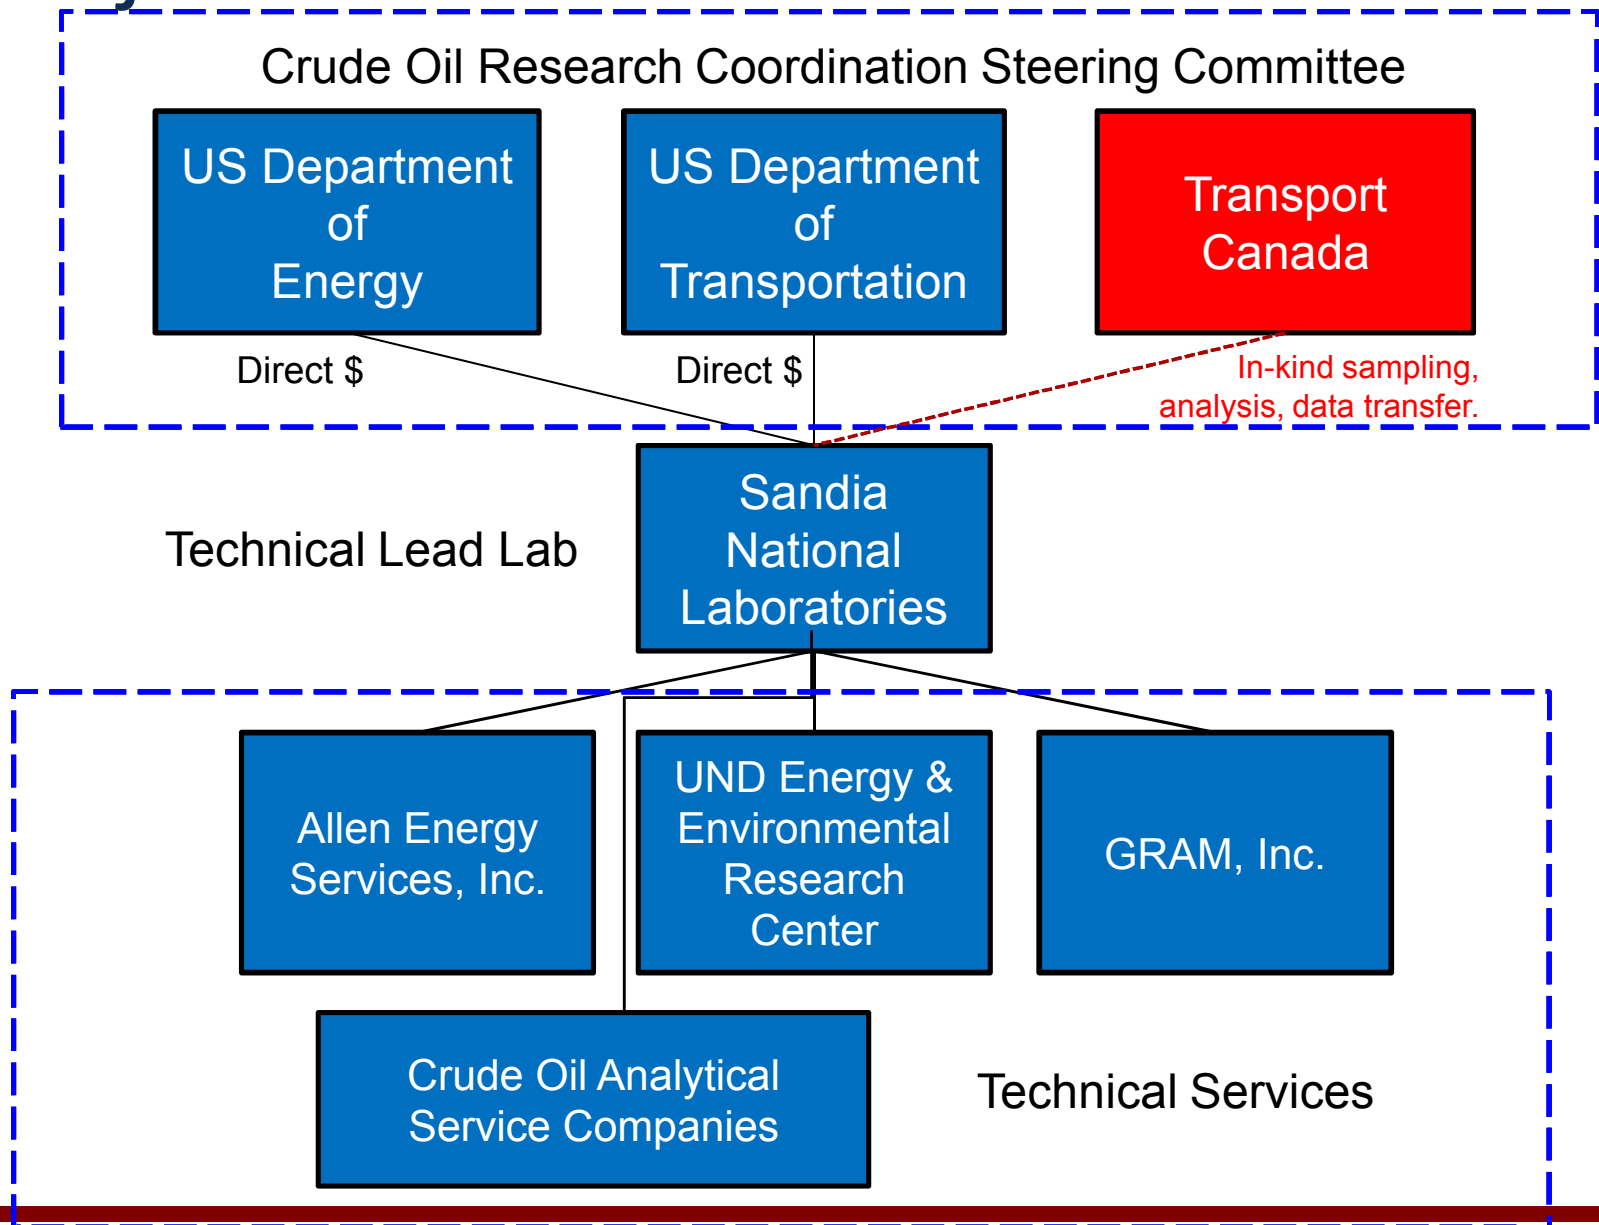 Crude Oil Research Coordination Steering Committee
US Department
of
Energy
US Department
of
Transportation
Transport
Canada
Direct $
Direct $
In-kind sampling,
analysis, data transfer.
Technical Lead Lab
Sandia
National
Laboratories
Allen Energy
Services, Inc.
UND Energy &
Environmental
Research
Center
GRAM, Inc.
Crude Oil Analytical
Service Companies
Technical Services